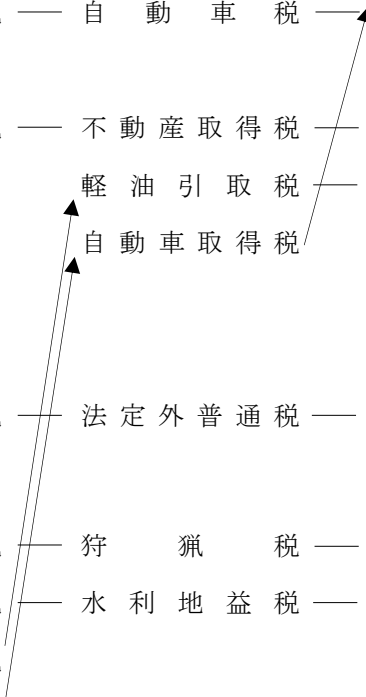 自動車税
不動産取得税
軽油引取税
自動車取得税
法定外普通税
狩猟税
水利地益税